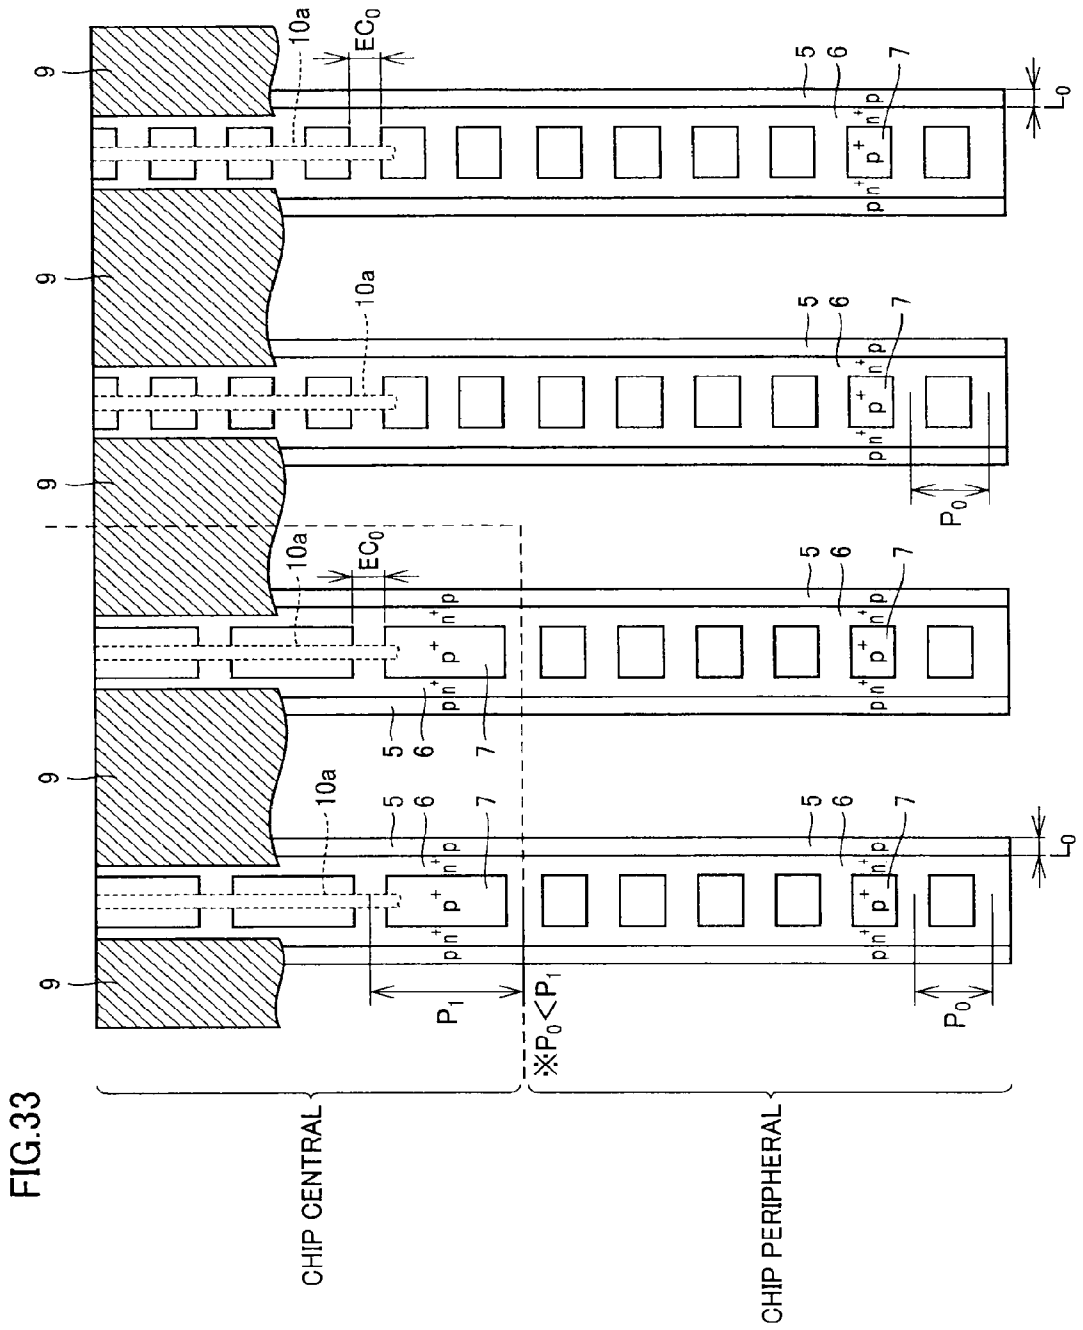 FIG.33
CHIP CENTRAL
CHIP PERIPHERAL
9
9
9
9
9
10a
10a
10a
10a
EC₀
EC₀
5
6
7
5
6
7
p n⁺ p⁺ n⁺ p
p n⁺ p⁺ n⁺ p
P₁
※P₀<P₁
5
6
7
5
6
7
5
6
7
5
6
7
p n⁺ p⁺ n⁺ p
p n⁺ p⁺ n⁺ p
p n⁺ p⁺ n⁺ p
p n⁺ p⁺ n⁺ p
P₀
P₀
L₀
L₀